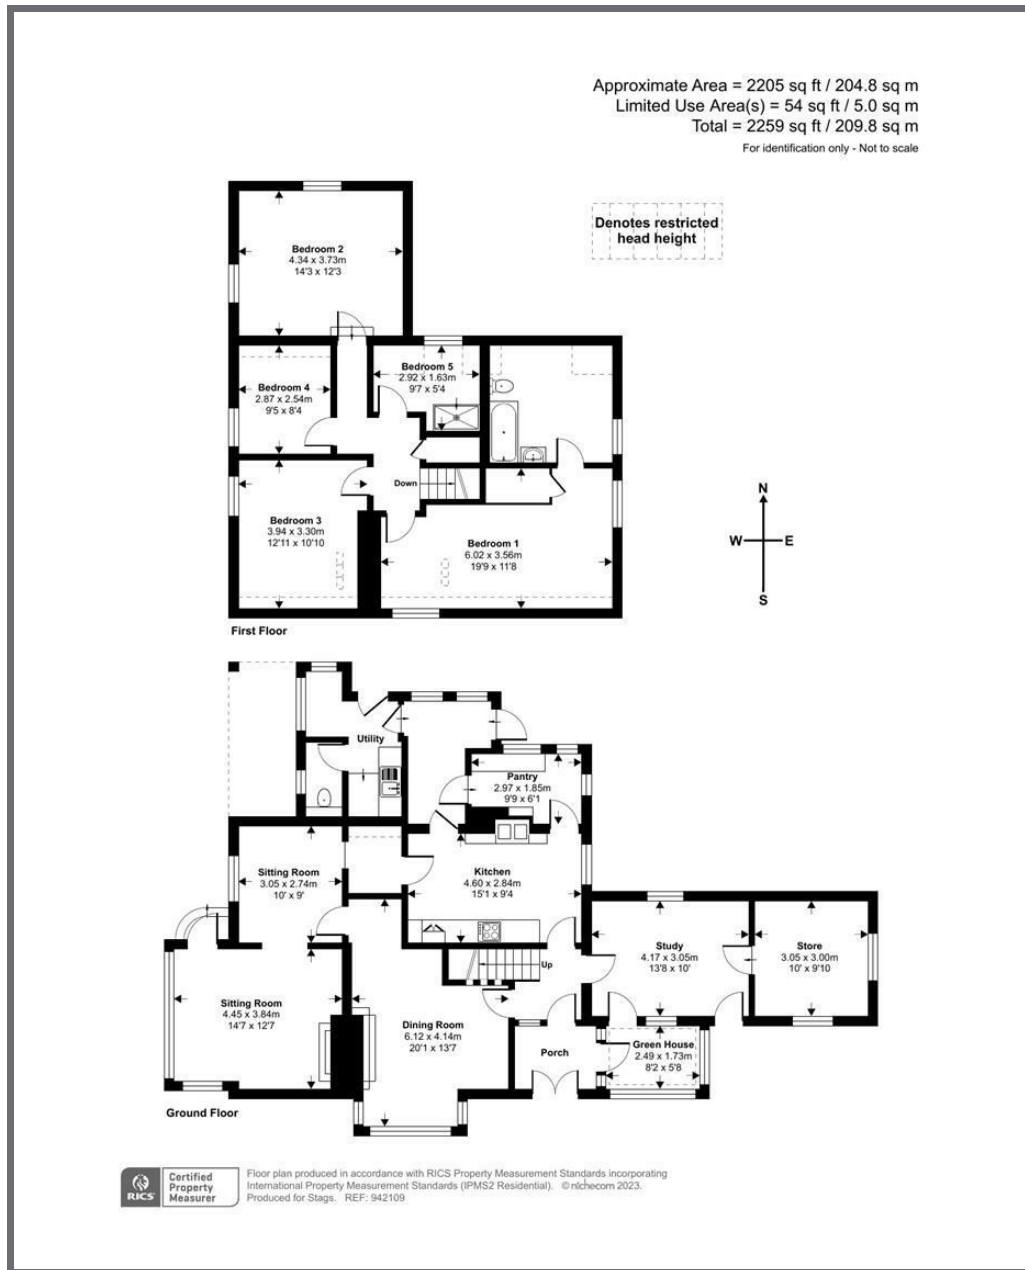 Approximate Area = 2205 sq ft / 204.8 sq m
Limited Use Area(s) = 54 sq ft / 5.0 sq m
Total = 2259 sq ft / 209.8 sq m
For identification only - Not to scale
Denotes restricted
head height
Bedroom 2
4.34 x 3.73m
14'3 x 12'3
Bedroom 5
2.92 x 1.63m
9'7 x 5'4
Bedroom 4
2.87 x 2.54m
9'5 x 8'4
Down
Bedroom 3
3.94 x 3.30m
12'11 x 10'10
Bedroom 1
6.02 x 3.56m
19'9 x 11'8
N
W
E
S
First Floor
Utility
Pantry
2.97 x 1.85m
9'9 x 6'1
Sitting Room
3.05 x 2.74m
10' x 9'
Kitchen
4.60 x 2.84m
15'1 x 9'4
Study
4.17 x 3.05m
13'8 x 10'
Store
3.05 x 3.00m
10' x 9'10
Up
Sitting Room
4.45 x 3.84m
14'7 x 12'7
Dining Room
6.12 x 4.14m
20'1 x 13'7
Porch
Green House
2.49 x 1.73m
8'2 x 5'8
Ground Floor
RICS
Certified
Property
Measurer
Floor plan produced in accordance with RICS Property Measurement Standards incorporating
International Property Measurement Standards (IPMS2 Residential). © nichecom 2023.
Produced for Stags. REF: 942109